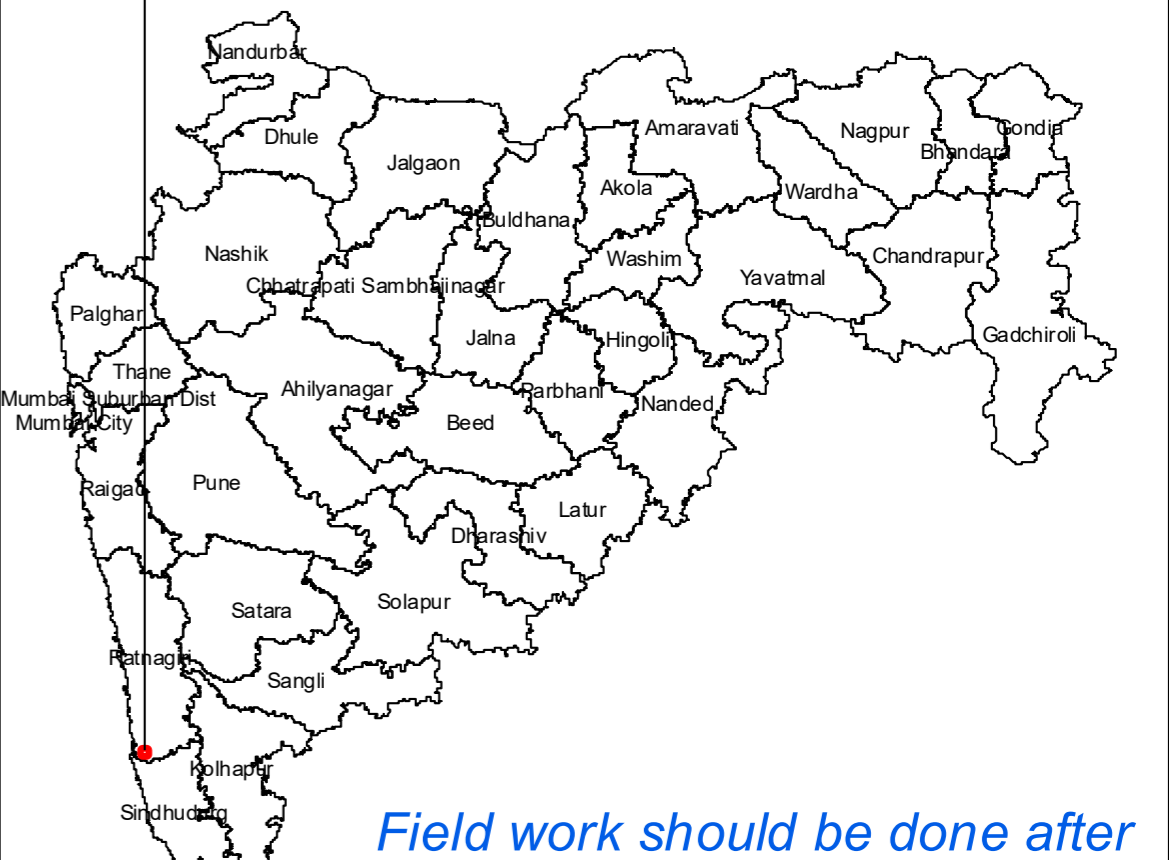 Nandurbar
Dhule
Jalgaon
Amaravati
Nagpur
Gondia
Bhandara
Akola
Wardha
Buldhana
Nashik
Washim
Chandrapur
Chhatrapati Sambhajinagar
Yavatmal
Palghar
Jalna
Hingoli
Gadchiroli
Thane
Ahilyanagar
Parbhani
Mumbai Suburban Dist
Nanded
Mumbai City
Beed
Raigad
Pune
Latur
Dharashiv
Satara
Solapur
Ratnagiri
Sangli
Kolhapur
Sindhudurg
Field work should be done after